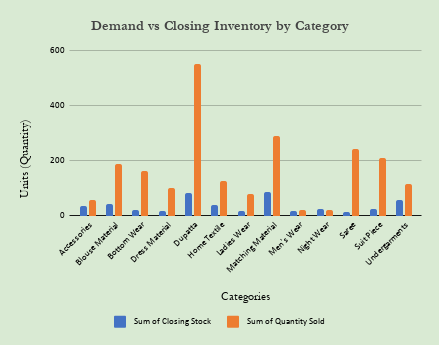 Demand vs Closing Inventory by Category
Units (Quantity)
600
400
200
0
Accessories
Blouse Material
Bottom Wear
Dress Material
Dupatta
Home Textile
Ladies Wear
Matching Material
Men's Wear
Night Wear
Saree
Suit Piece
Undergarments
Categories
Sum of Closing Stock
Sum of Quantity Sold